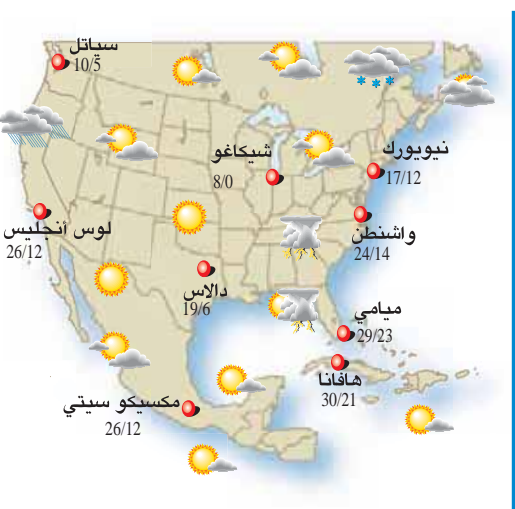 سياتل
10/5
نيويورك
17/12
شيكاغو
8/0
واشنطن
24/14
لوس أنجليس
26/12
دالاس
19/6
ميامي
29/23
هافانا
30/21
مكسيكو سيتي
26/12